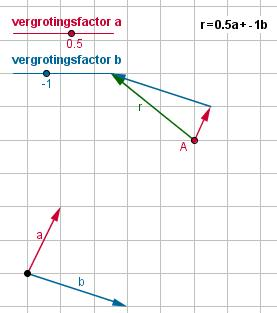 vergrotingsfactor a
0.5
r=0.5a+-1b
vergrotingsfactor b
-1
r
A
a
b